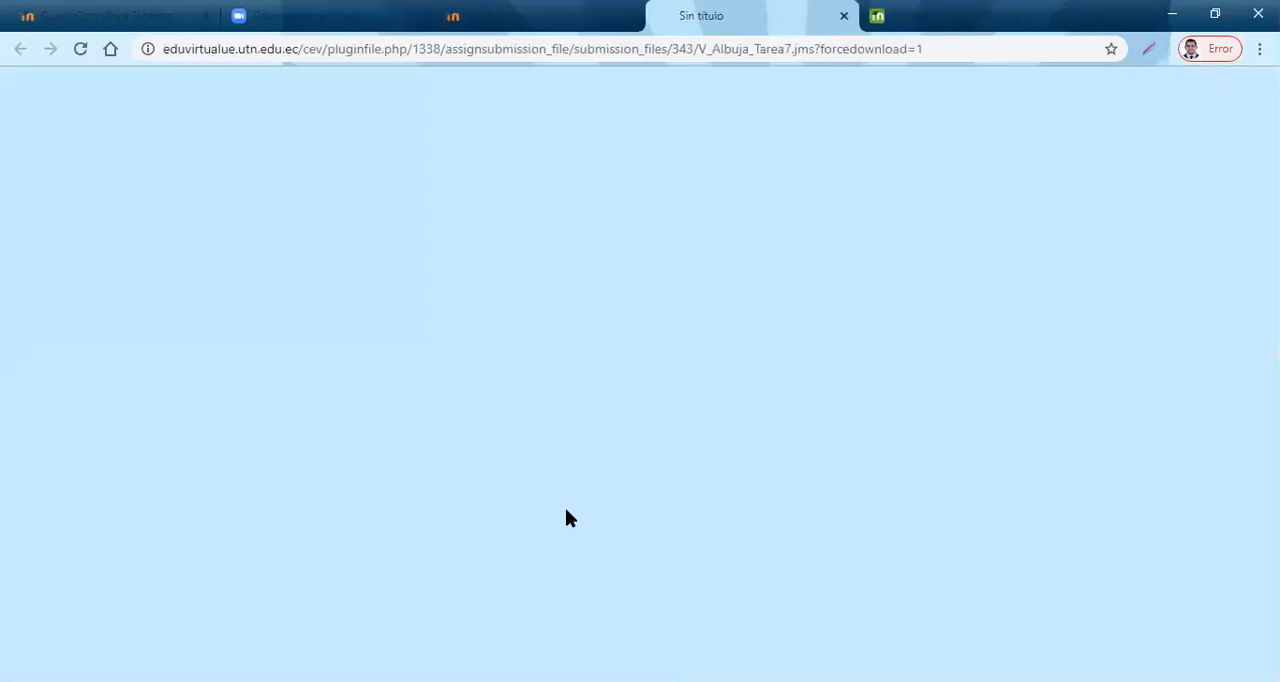 Sin título
eduvirtualue.utn.edu.ec/cev/pluginfile.php/1338/assignsubmission_file/submission_files/343/V_Albuja_Tarea7.jms?forcedownload=1
Error